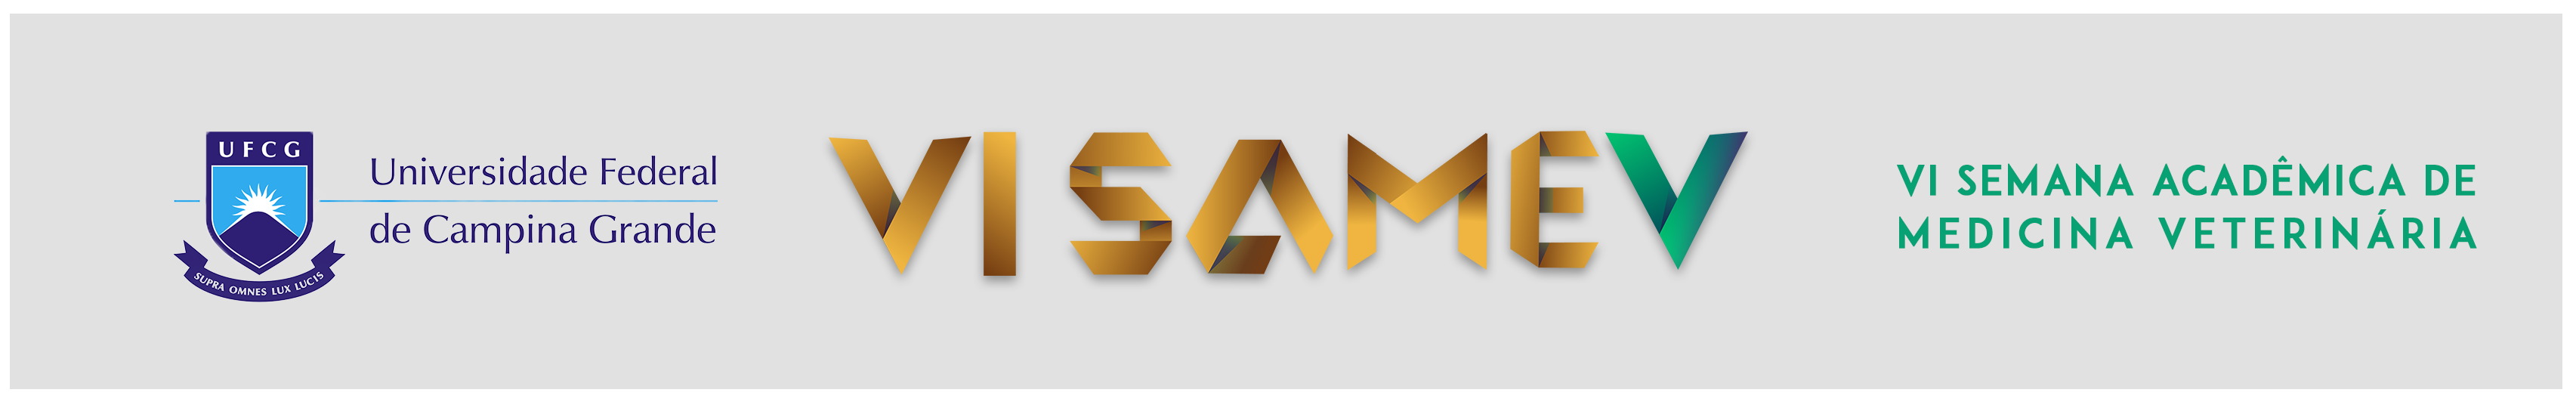 UFCG
SUPRA OMNES LUX LUCIS
Universidade Federal
de Campina Grande
VI SAMEV
VI SEMANA ACADÊMICA DE
MEDICINA VETERINÁRIA